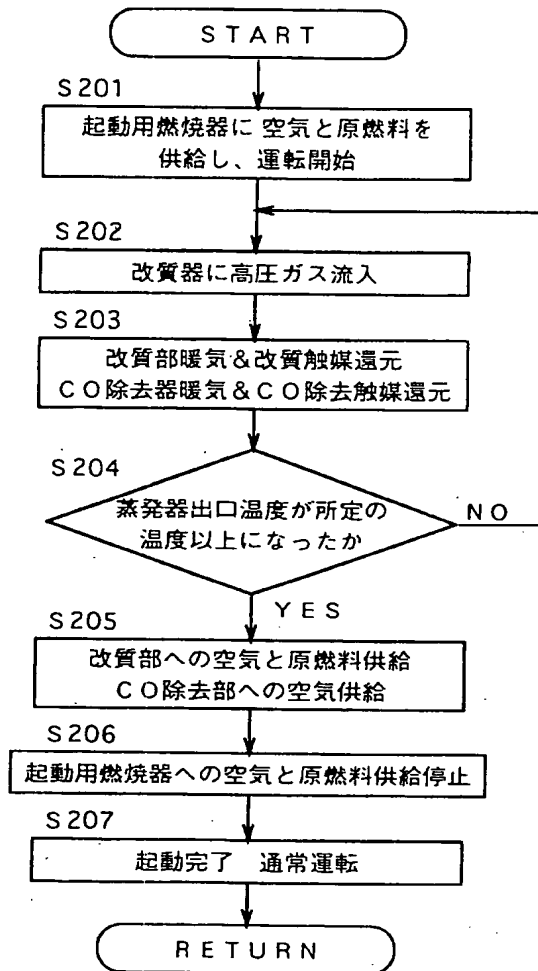 START
S201
起動用燃焼器に空気と原燃料を
供給し、運転開始
S202
改質器に高圧ガス流入
S203
改質部暖気&改質触媒還元
CO除去器暖気&CO除去触媒還元
S204
蒸発器出口温度が所定の
温度以上になったか
NO
YES
S205
改質部への空気と原燃料供給
CO除去部への空気供給
S206
起動用燃焼器への空気と原燃料供給停止
S207
起動完了 通常運転
RETURN